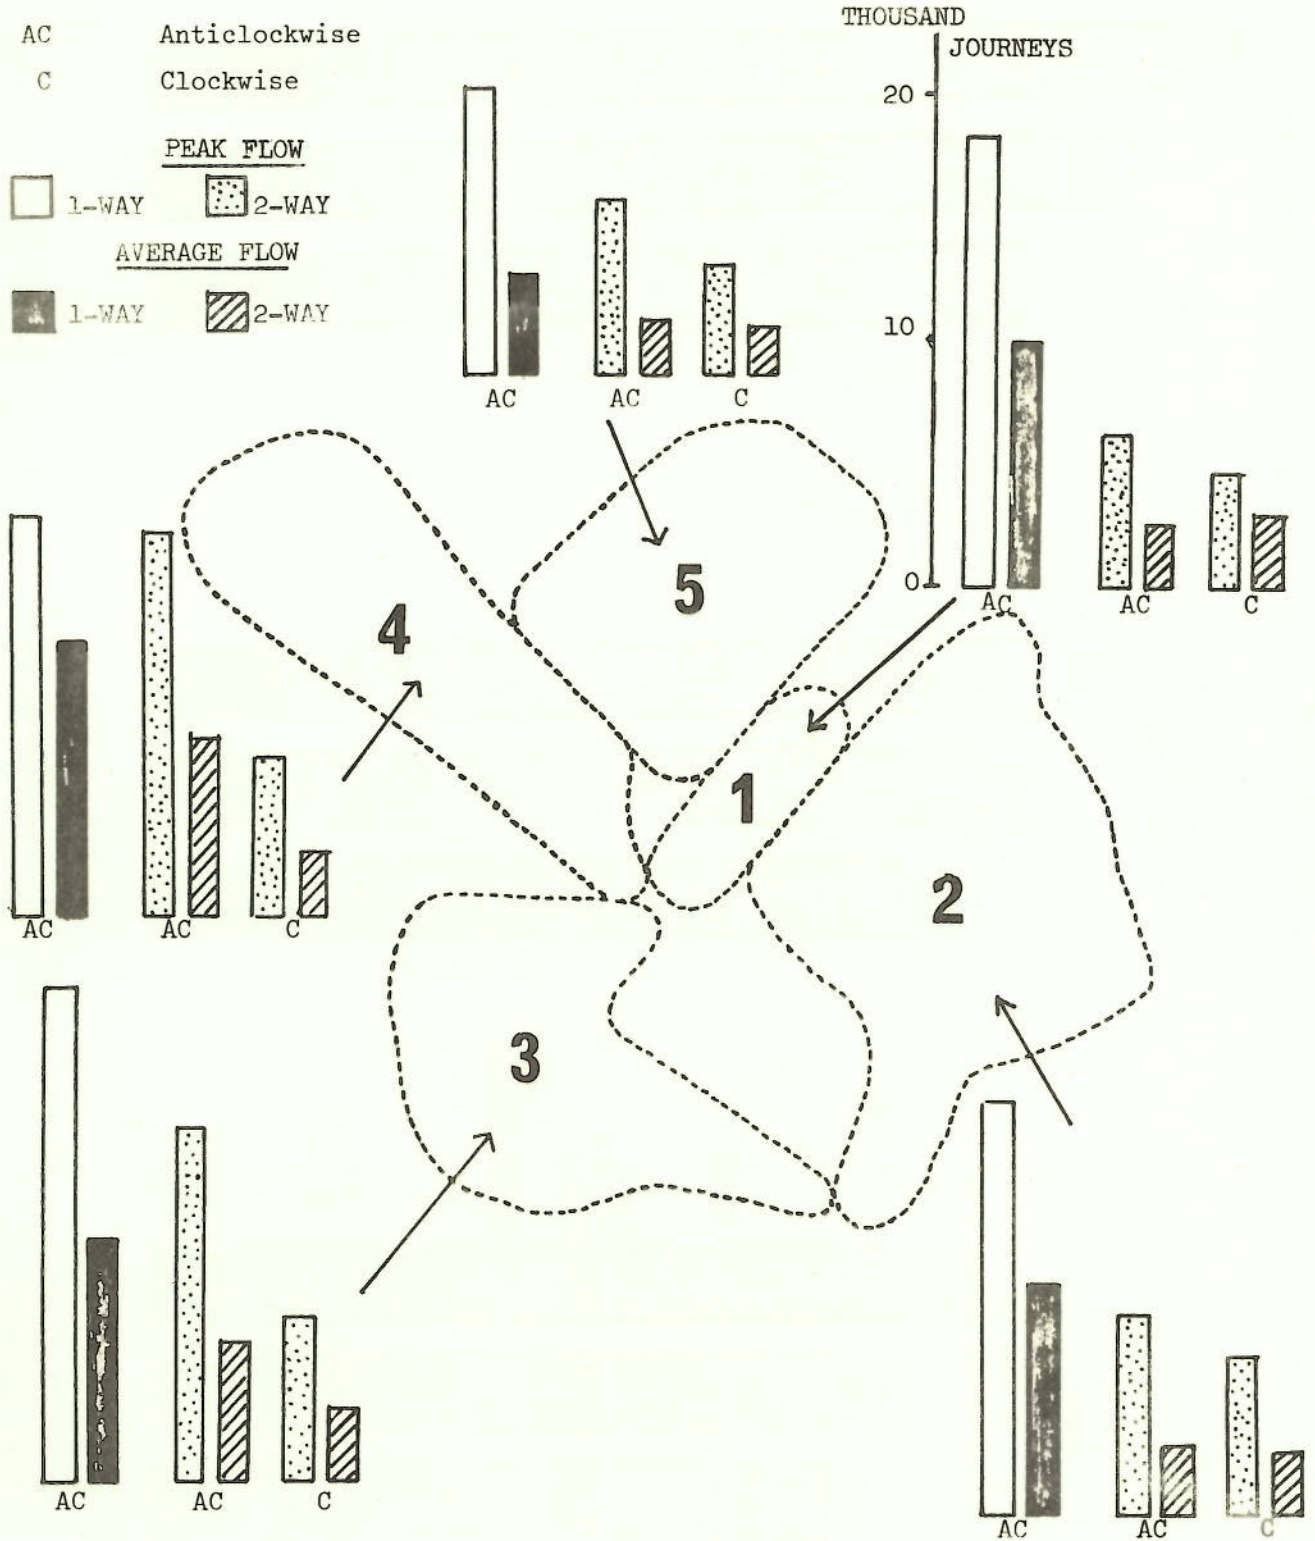 AC Anticlockwise
C Clockwise
PEAK FLOW
1-WAY 2-WAY
AVERAGE FLOW
1-WAY 2-WAY
THOUSAND
JOURNEYS
20
10
0
AC AC C
AC AC C
5
4
1
2
3
AC AC C
AC AC C
AC AC C